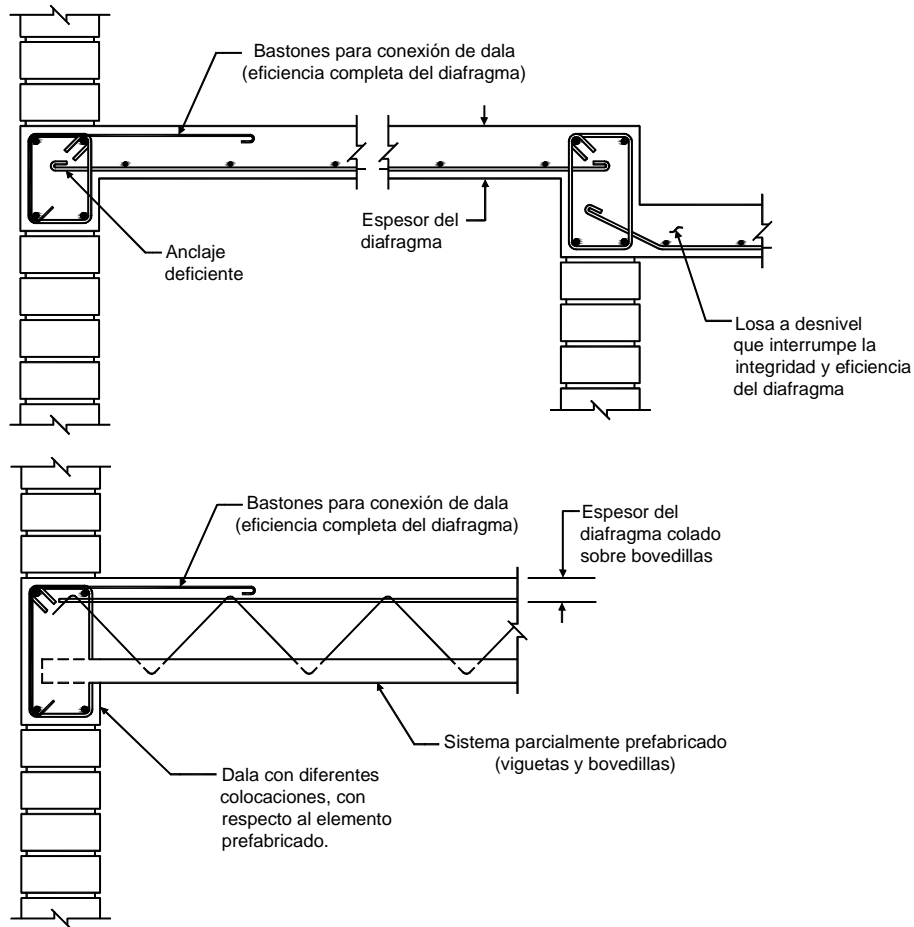 Bastones para conexión de dala
(eficiencia completa del diafragma)
Espesor del
diafragma
Anclaje
deficiente
Losa a desnivel
que interrumpe la
integridad y eficiencia
del diafragma
Bastones para conexión de dala
(eficiencia completa del diafragma)
Espesor del
diafragma colado
sobre bovedillas
Sistema parcialmente prefabricado
(viguetas y bovedillas)
Dala con diferentes
colocaciones, con
respecto al elemento
prefabricado.